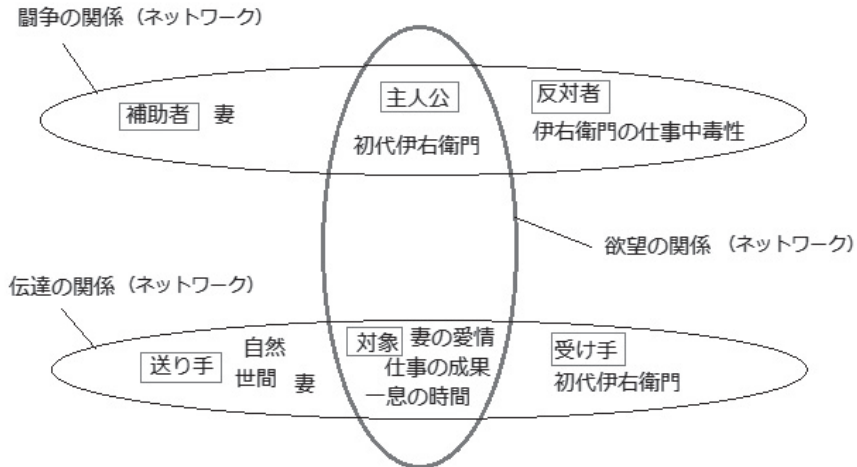 闘争の関係（ネットワーク）
補助者 妻
主人公
初代伊右衛門
反対者
伊右衛門の仕事中毒性
欲望の関係 （ネットワーク）
伝達の関係（ネットワーク）
送り手
自然
世間 妻
対象 妻の愛情
仕事の成果
一息の時間
受け手
初代伊右衛門